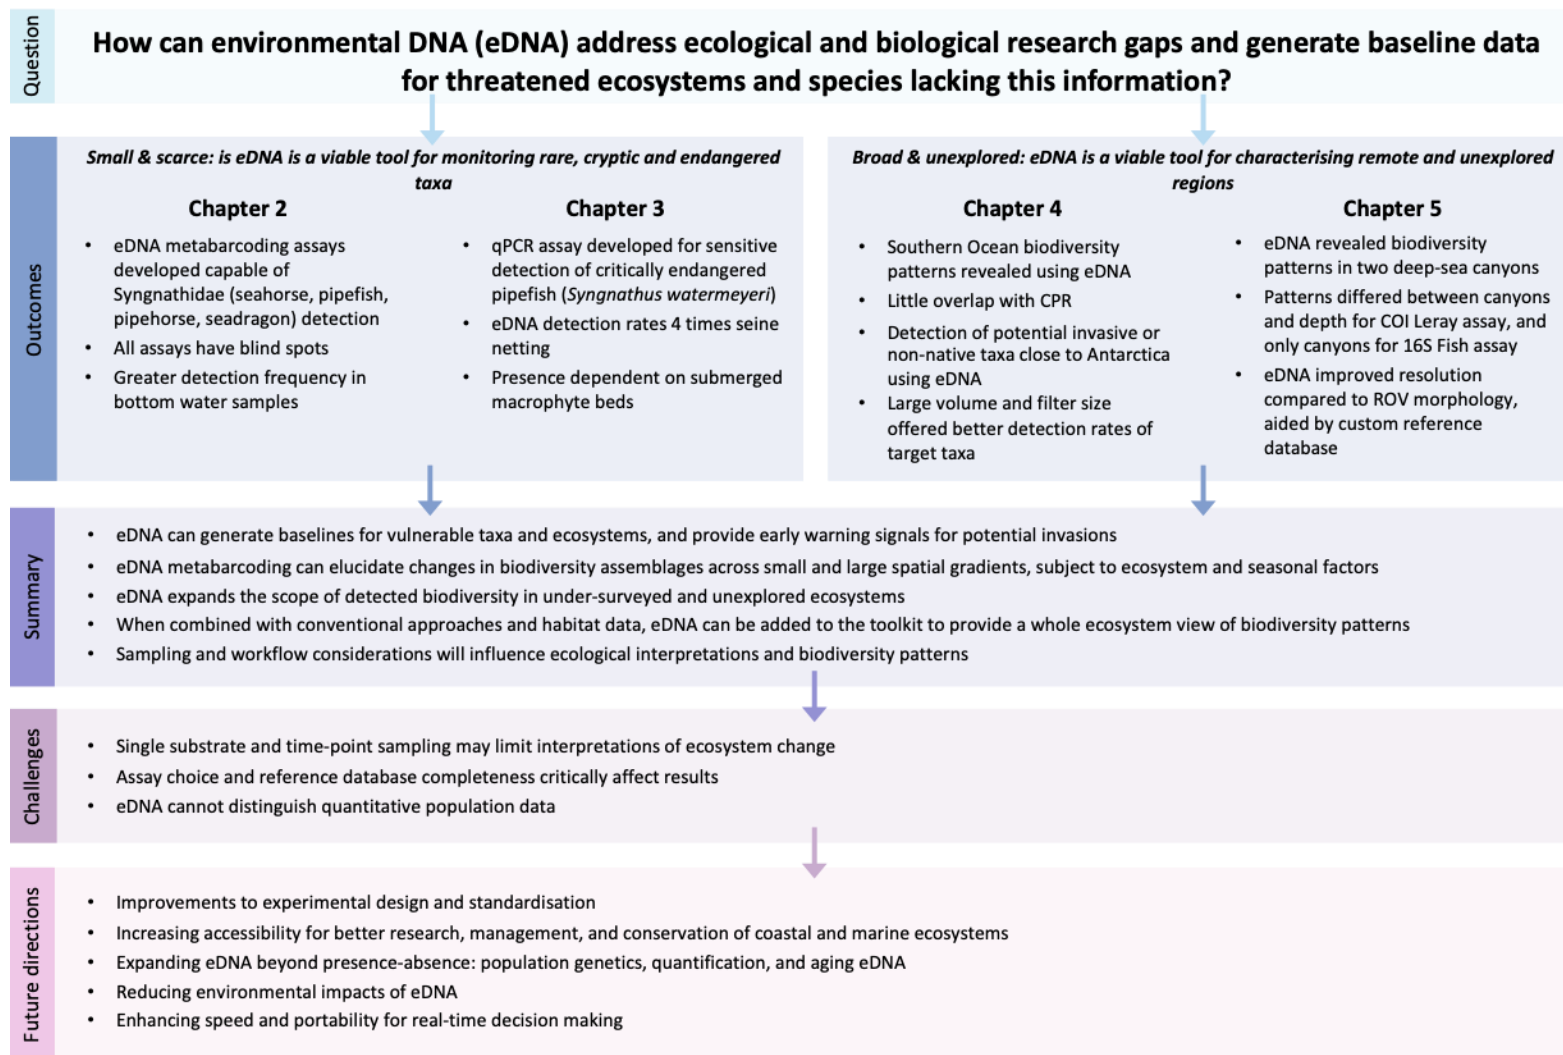 Question
How can environmental DNA (eDNA) address ecological and biological research gaps and generate baseline data
for threatened ecosystems and species lacking this information?
Outcomes
Small & scarce: is eDNA is a viable tool for monitoring rare, cryptic and endangered
taxa
Chapter 2
• eDNA metabarcoding assays
developed capable of
Syngnathidae (seahorse, pipefish,
pipehorse, seadragon) detection
• All assays have blind spots
• Greater detection frequency in
bottom water samples
Chapter 3
• qPCR assay developed for sensitive
detection of critically endangered
pipefish (Syngnathus watermeyeri)
• eDNA detection rates 4 times seine
netting
• Presence dependent on submerged
macrophyte beds
Broad & unexplored: eDNA is a viable tool for characterising remote and unexplored
regions
Chapter 4
• Southern Ocean biodiversity
patterns revealed using eDNA
• Little overlap with CPR
• Detection of potential invasive or
non-native taxa close to Antarctica
using eDNA
• Large volume and filter size
offered better detection rates of
target taxa
Chapter 5
• eDNA revealed biodiversity
patterns in two deep-sea canyons
• Patterns differed between canyons
and depth for COI Leray assay, and
only canyons for 16S Fish assay
• eDNA improved resolution
compared to ROV morphology,
aided by custom reference
database
Summary
• eDNA can generate baselines for vulnerable taxa and ecosystems, and provide early warning signals for potential invasions
• eDNA metabarcoding can elucidate changes in biodiversity assemblages across small and large spatial gradients, subject to ecosystem and seasonal factors
• eDNA expands the scope of detected biodiversity in under-surveyed and unexplored ecosystems
• When combined with conventional approaches and habitat data, eDNA can be added to the toolkit to provide a whole ecosystem view of biodiversity patterns
• Sampling and workflow considerations will influence ecological interpretations and biodiversity patterns
Challenges
• Single substrate and time-point sampling may limit interpretations of ecosystem change
• Assay choice and reference database completeness critically affect results
• eDNA cannot distinguish quantitative population data
Future directions
• Improvements to experimental design and standardisation
• Increasing accessibility for better research, management, and conservation of coastal and marine ecosystems
• Expanding eDNA beyond presence-absence: population genetics, quantification, and aging eDNA
• Reducing environmental impacts of eDNA
• Enhancing speed and portability for real-time decision making